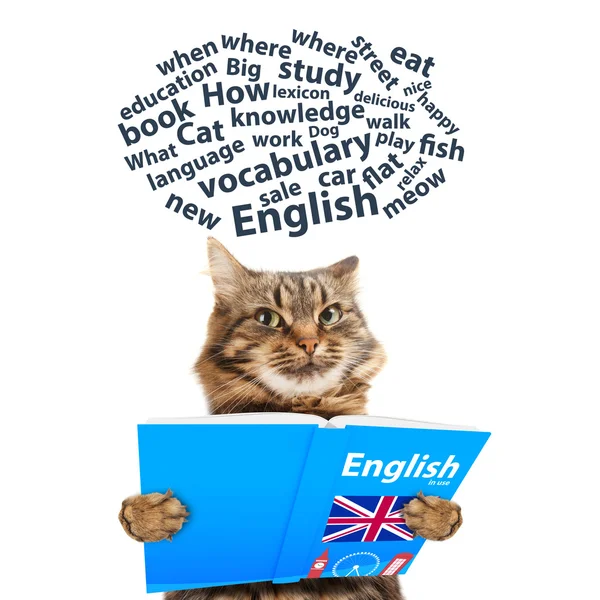 when where where street eat
education Big study nice
book How lexicon delicious happy
Cat knowledge walk
What work Dog play fish
language vocabulary relax
sale car flat meow
new English
English
in use